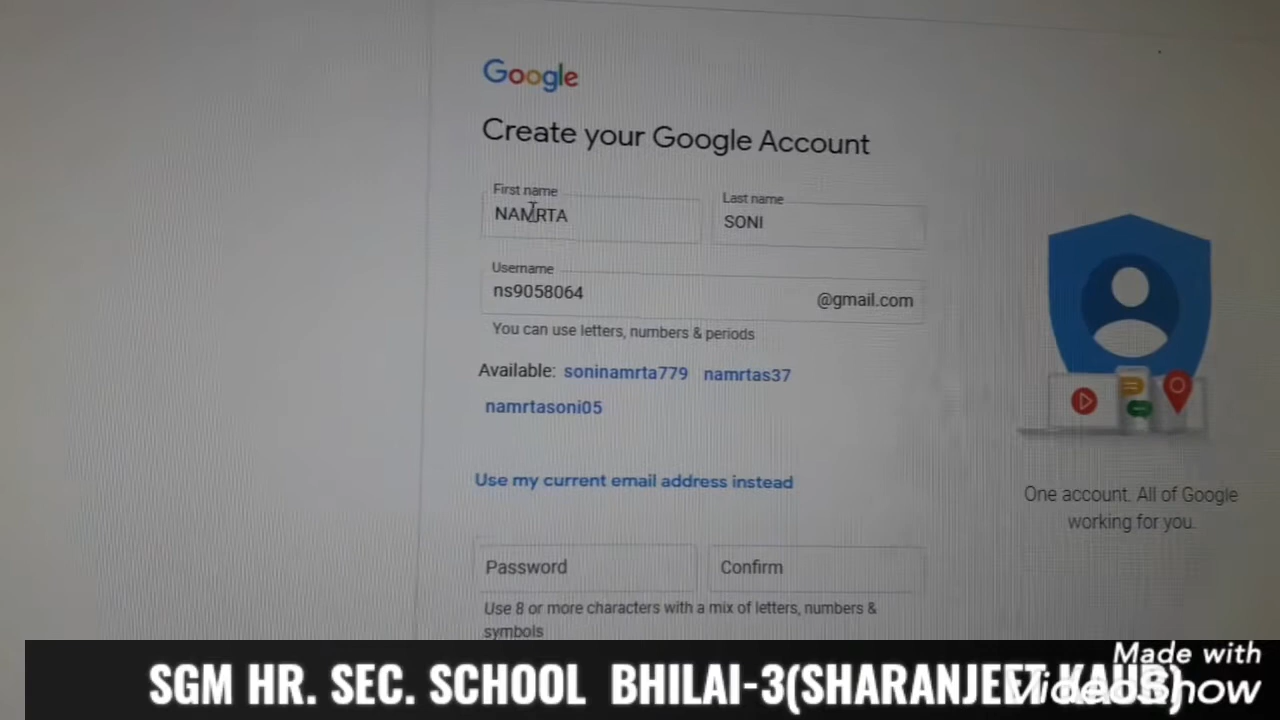 Google
Create your Google Account
First name
NAMRTA
Last name
SONI
Username
ns9058064
@gmail.com
You can use letters, numbers & periods
Available: soninamrta779 namrtas37
namrtasoni05
Use my current email address instead
Password
Confirm
Use 8 or more characters with a mix of letters, numbers &
symbols
One account. All of Google
working for you.
SGM HR. SEC. SCHOOL BHILAI-3(SHARANJEET KAUR)
Made with
VideoShow